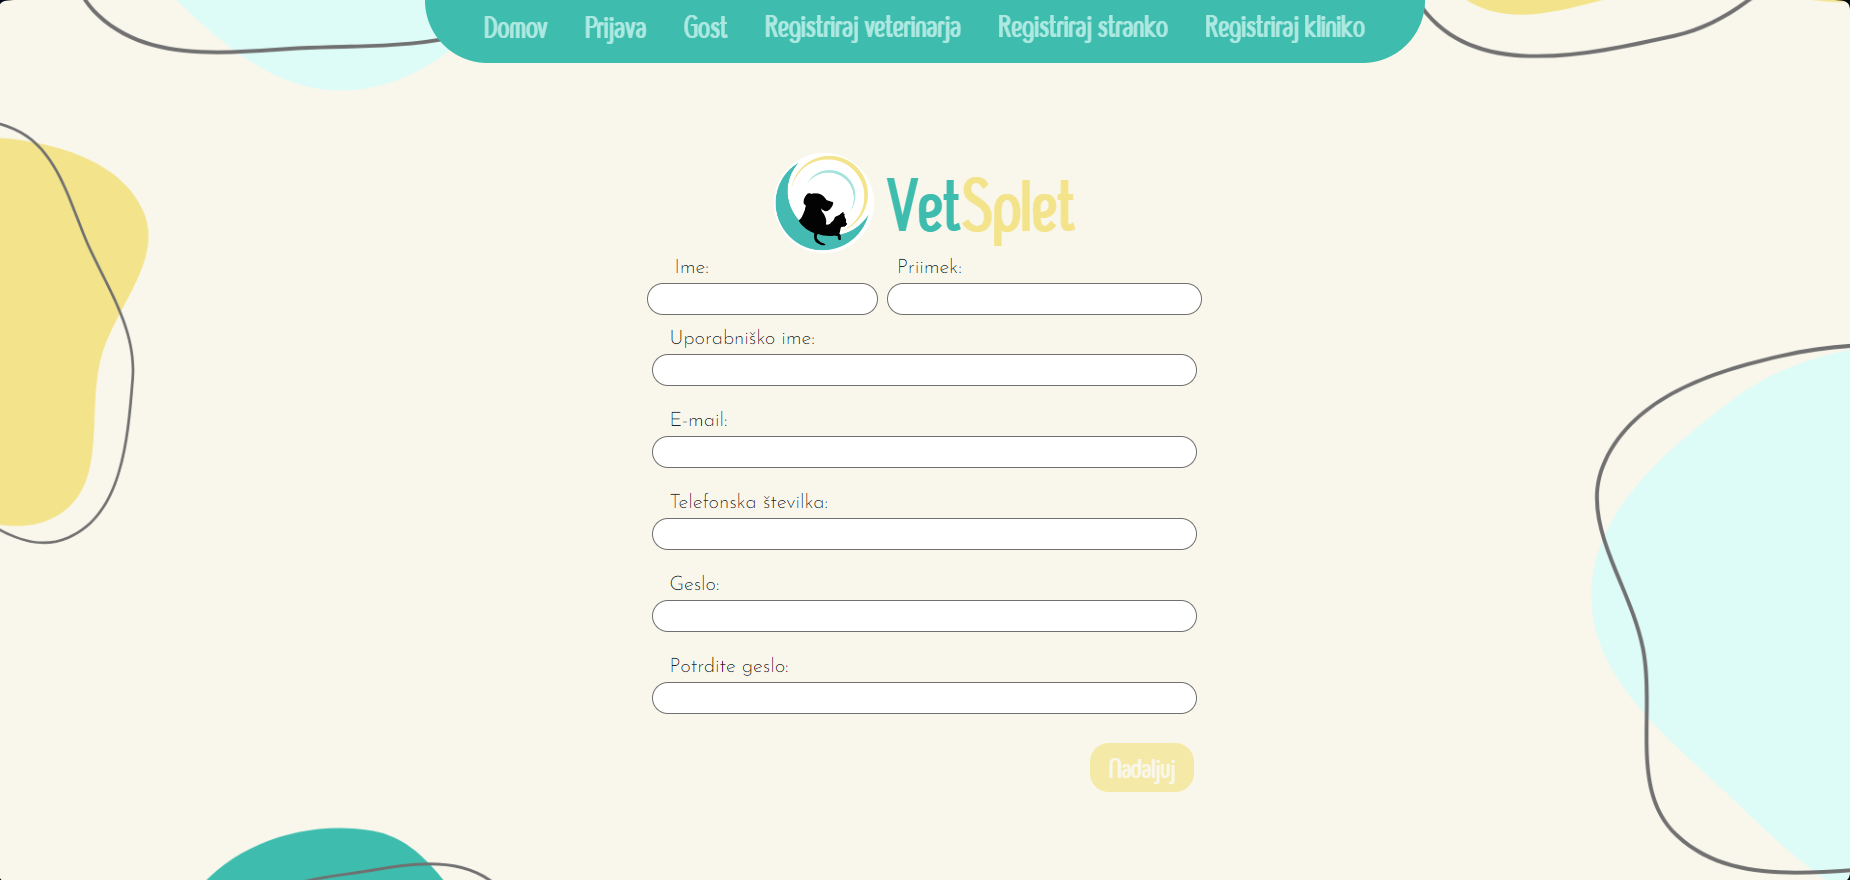 Domov Prijava Gost Registriraj veterinarja Registriraj stranko Registriraj kliniko
VetSplet
Ime: Priimek:
Uporabniško ime:
E-mail:
Telefonska številka:
Geslo:
Potrdite geslo:
Nadaljuj